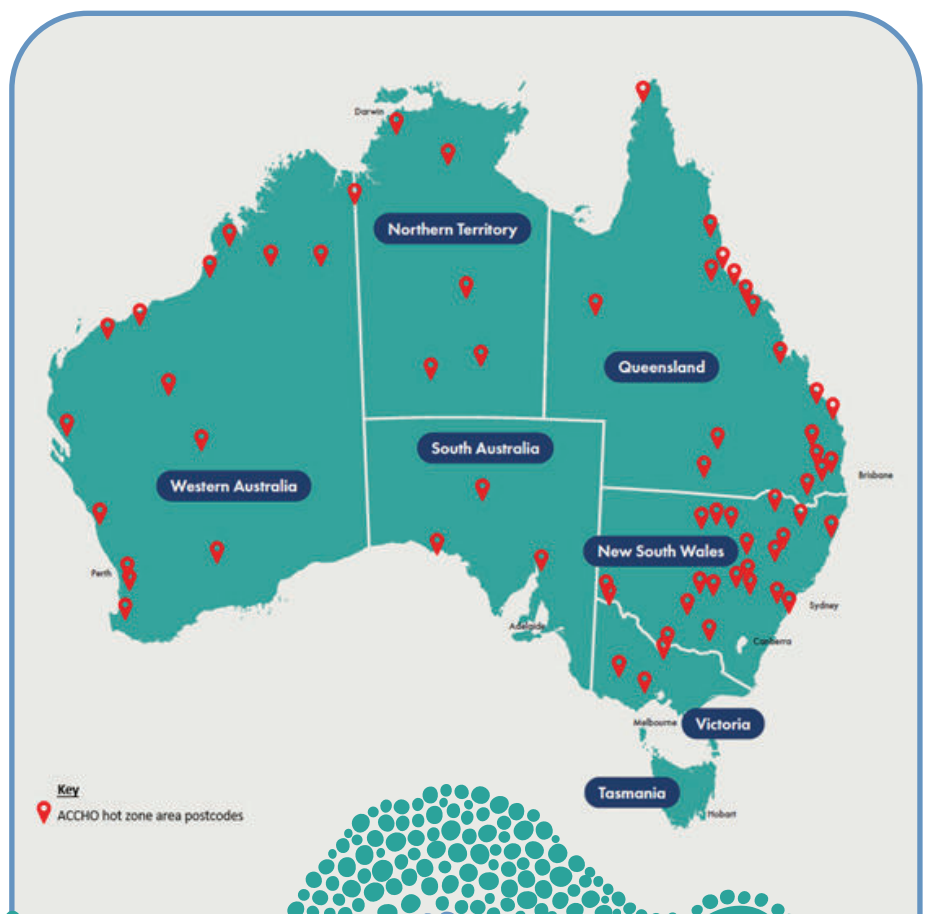 Darwin
Northern Territory
Queensland
South Australia
Western Australia
Brisbane
New South Wales
Perth
Sydney
Adelaide
Canberra
Melbourne
Victoria
Tasmania
Hobart
Key
ACCHO hot zone area postcodes